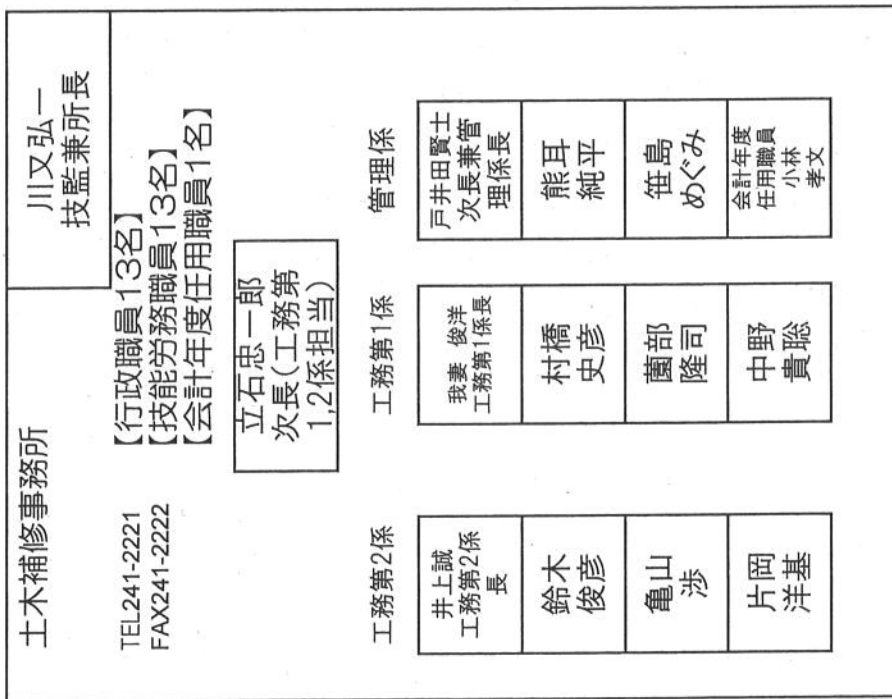 土木補修事務所
川又弘一
技監兼所長
TEL241-2221
FAX241-2222
【行政職員13名】
【技能労務職員13名】
【会計年度任用職員1名】
立石忠一郎
次長(工務第
1,2係担当)
工務第2係
工務第1係
管理係
井上誠
工務第2係
長
我妻 俊洋
工務第1係長
戸井田賢士
次長兼管
理係長
鈴木
俊彦
村橋
史彦
熊耳
純平
亀山
渉
薗部
隆司
笹島
めぐみ
片岡
洋基
中野
貴聡
会計年度
任用職員
小林
孝文